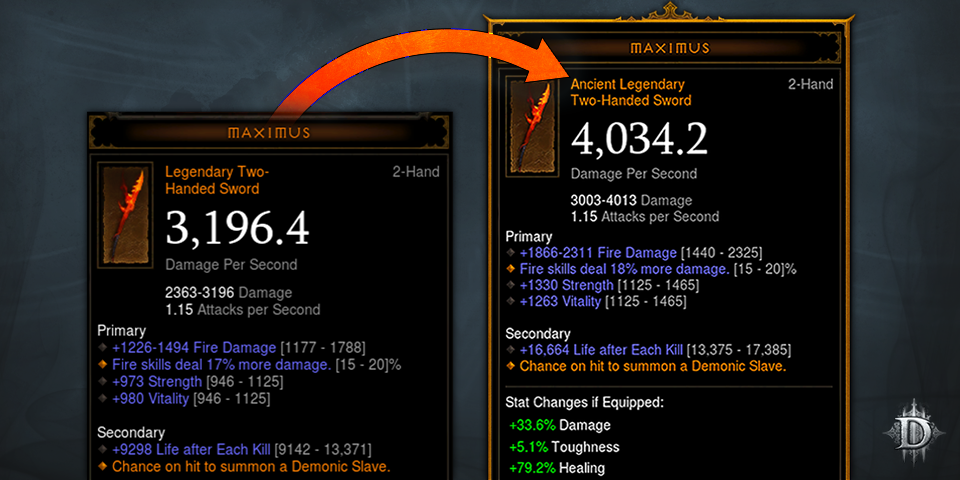 MAXIMUS
Legendary Two-
Handed Sword
2-Hand
3,196.4
Damage Per Second
2363-3196 Damage
1.15 Attacks per Second
Primary
+1226-1494 Fire Damage [1177 - 1788]
Fire skills deal 17% more damage. [15 - 20]%
+973 Strength [946 - 1125]
+980 Vitality [946 - 1125]
Secondary
+9298 Life after Each Kill [9142 - 13,371]
Chance on hit to summon a Demonic Slave.
MAXIMUS
Ancient Legendary
Two-Handed Sword
2-Hand
4,034.2
Damage Per Second
3003-4013 Damage
1.15 Attacks per Second
Primary
+1866-2311 Fire Damage [1440 - 2325]
Fire skills deal 18% more damage. [15 - 20]%
+1330 Strength [1125 - 1465]
+1263 Vitality [1125 - 1465]
Secondary
+16,664 Life after Each Kill [13,375 - 17,385]
Chance on hit to summon a Demonic Slave.
Stat Changes if Equipped:
+33.6% Damage
+5.1% Toughness
+79.2% Healing
D